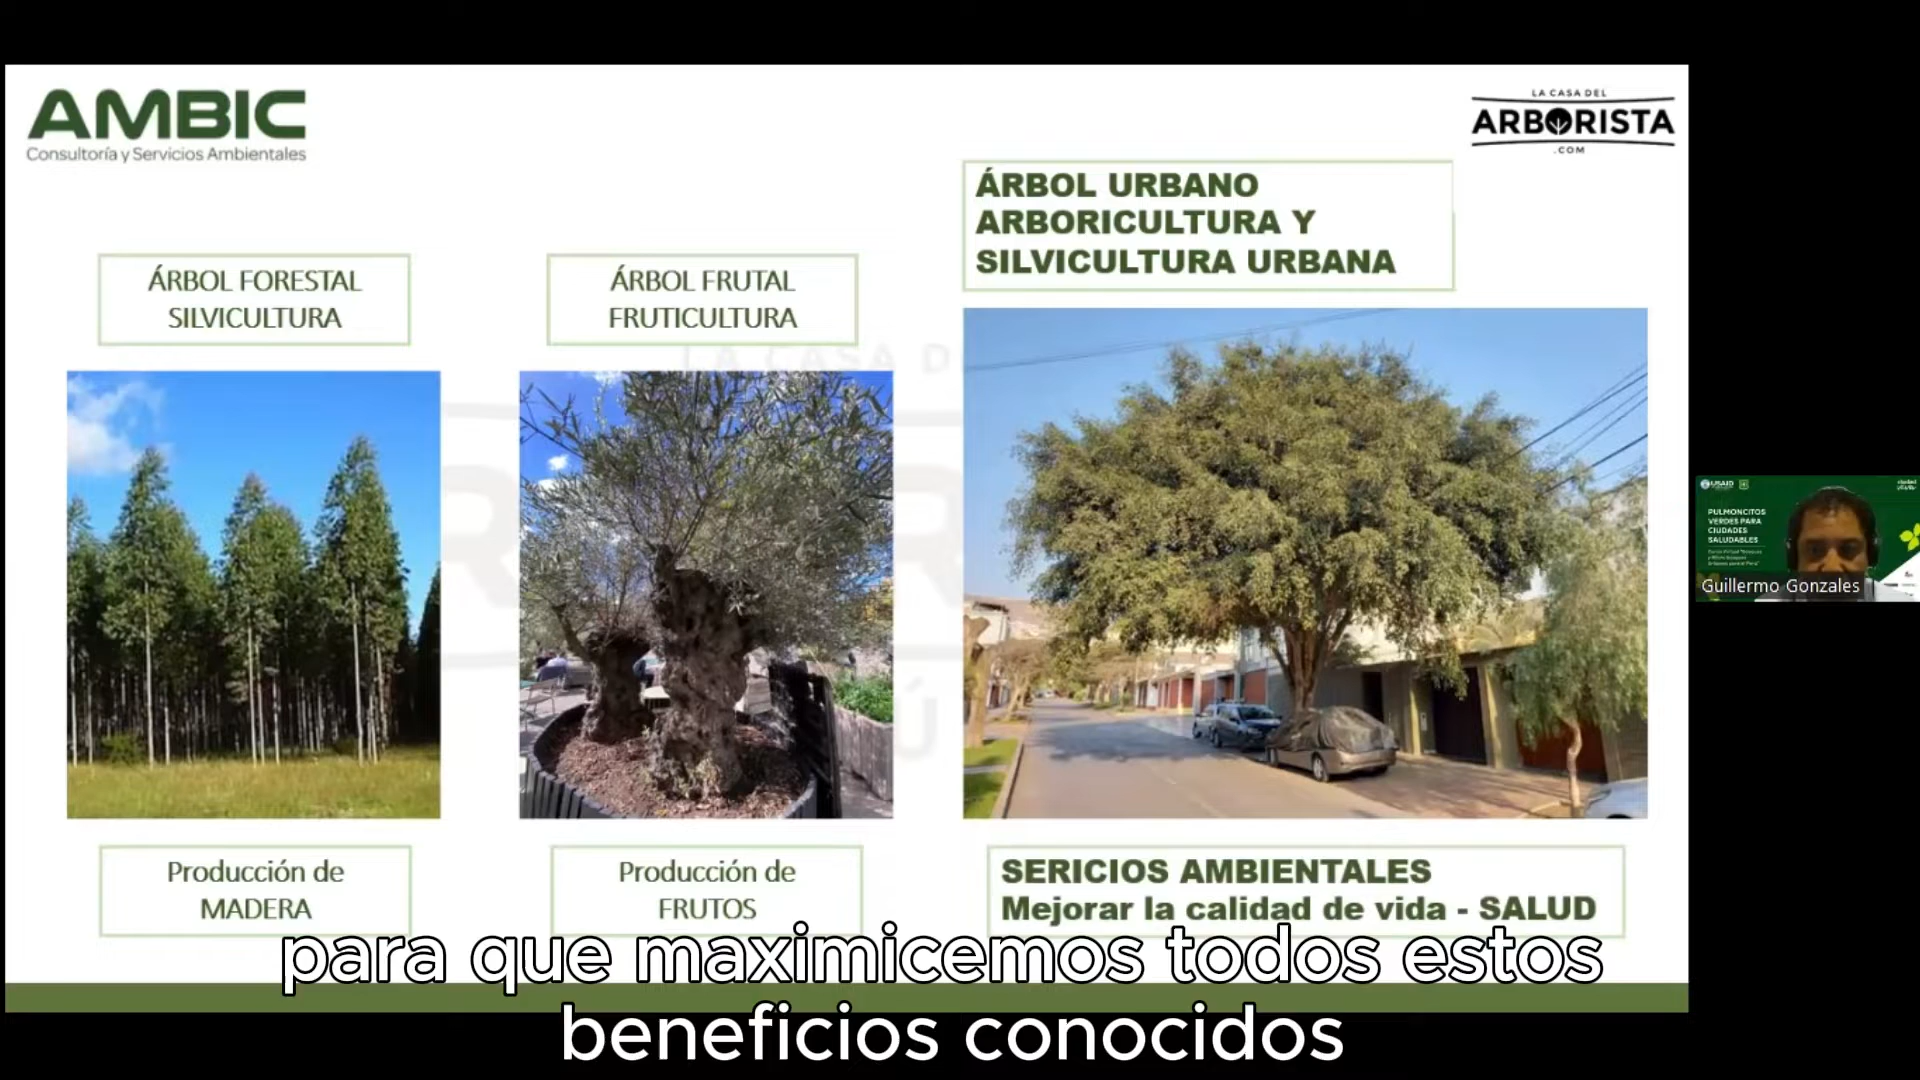 AMBIC
Consultoría y Servicios Ambientales
LA CASA DEL
ARBORISTA
.COM
ÁRBOL FORESTAL
SILVICULTURA
ÁRBOL FRUTAL
FRUTICULTURA
ÁRBOL URBANO
ARBORICULTURA Y
SILVICULTURA URBANA
Producción de
MADERA
Producción de
FRUTOS
SERICIOS AMBIENTALES
Mejorar la calidad de vida - SALUD
USAID
PULMONCITOS
VERDES PARA
CIUDADES
SALUDABLES
Guillermo Gonzales
para que maximicemos todos estos
beneficios conocidos